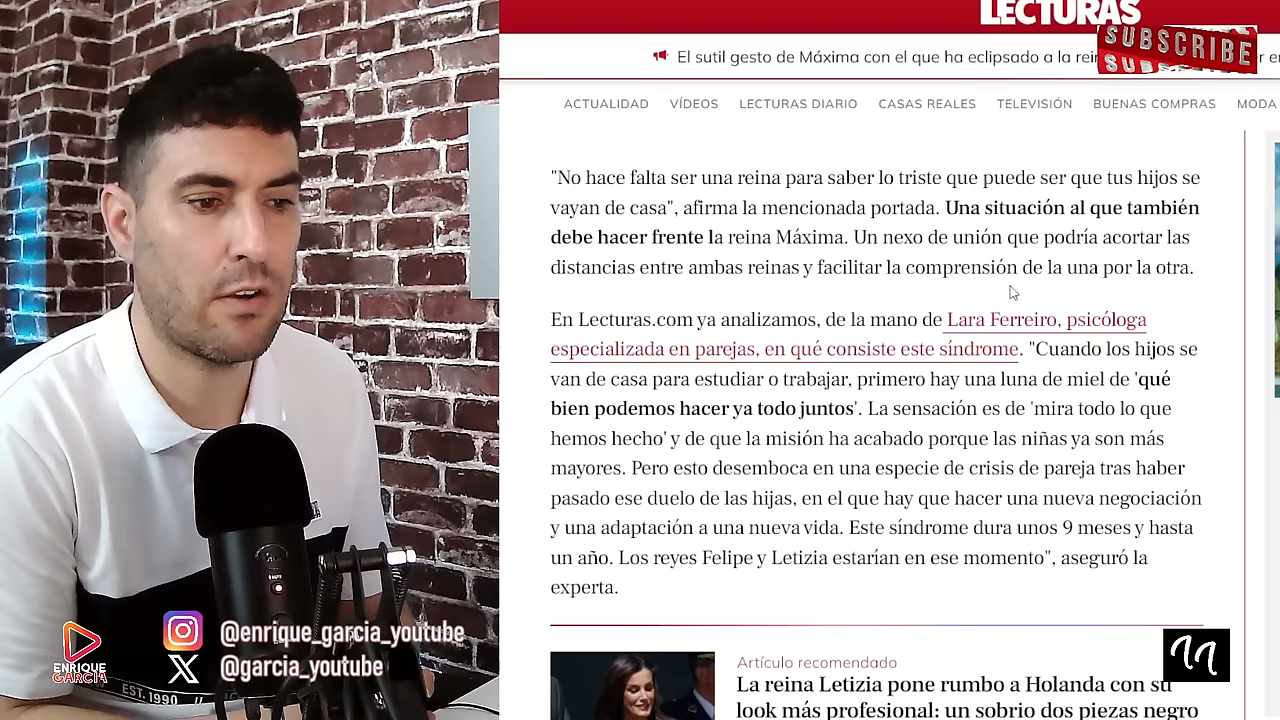 LECTURAS
SUBSCRIBE
El sutil gesto de Máxima con el que ha eclipsado a la rei
ACTUALIDAD VÍDEOS LECTURAS DIARIO CASAS REALES TELEVISIÓN BUENAS COMPRAS MODA
"No hace falta ser una reina para saber lo triste que puede ser que tus hijos se
vayan de casa", afirma la mencionada portada. Una situación al que también
debe hacer frente la reina Máxima. Un nexo de unión que podría acortar las
distancias entre ambas reinas y facilitar la comprensión de la una por la otra.
En Lecturas.com ya analizamos, de la mano de Lara Ferreiro, psicóloga
especializada en parejas, en qué consiste este síndrome. "Cuando los hijos se
van de casa para estudiar o trabajar, primero hay una luna de miel de 'qué
bien podemos hacer ya todo juntos'. La sensación es de 'mira todo lo que
hemos hecho' y de que la misión ha acabado porque las niñas ya son más
mayores. Pero esto desemboca en una especie de crisis de pareja tras haber
pasado ese duelo de las hijas, en el que hay que hacer una nueva negociación
y una adaptación a una nueva vida. Este síndrome dura unos 9 meses y hasta
un año. Los reyes Felipe y Letizia estarían en ese momento", aseguró la
experta.
Artículo recomendado
La reina Letizia pone rumbo a Holanda con su
look más profesional: un sobrio dos piezas negro
@enrique_garcia_youtube
@garcia_youtube
ENRIQUE
GARCIA
EST. 1990